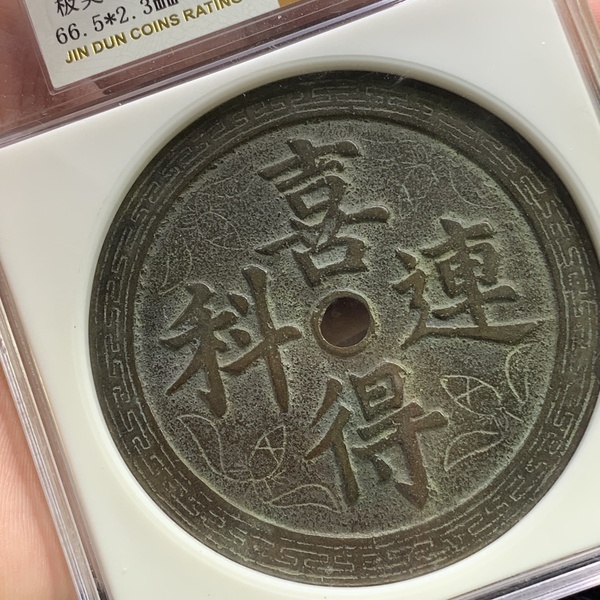 66.5*2.3mm
JIN DUN COINS RATING
喜
連
科
得